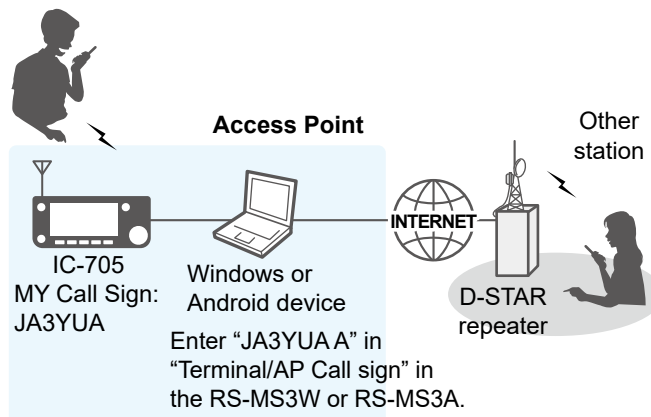 Access Point
Other
station
INTERNET
IC-705
MY Call Sign:
JA3YUA
Windows or
Android device
D-STAR
repeater
Enter “JA3YUA A” in
“Terminal/AP Call sign” in
the RS-MS3W or RS-MS3A.